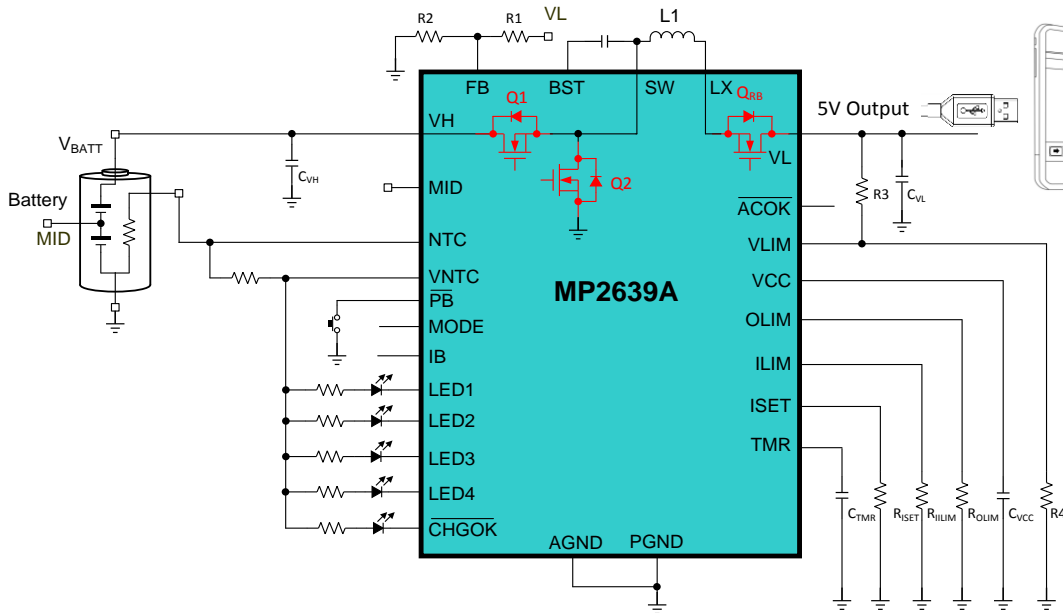 R2
R1
VL
L1
FB
BST
SW
LX
Q1
QRB
5V Output
VH
VL
VBATT
CVH
Q2
MID
R3
CVL
Battery
ACOK
MID
NTC
VLIM
VNTC
VCC
MP2639A
PB
OLIM
MODE
IB
ILIM
LED1
ISET
LED2
TMR
LED3
LED4
CHGOK
CTMR
RISET
RIILIM
ROLIM
CVCC
R4
AGND
PGND